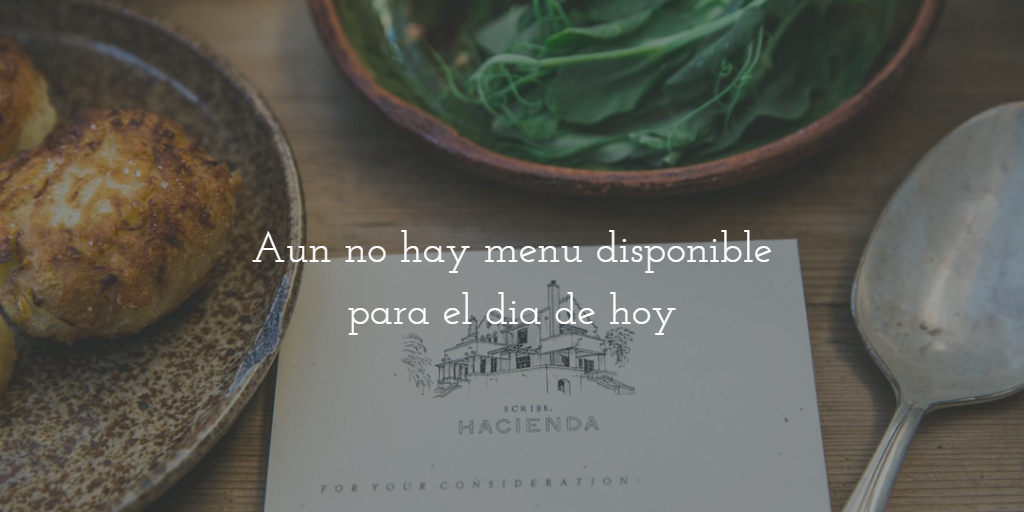 Aun no hay menu disponible
para el dia de hoy
SCRIBE.
HACIENDA
FOR YOUR CONSIDERATION: